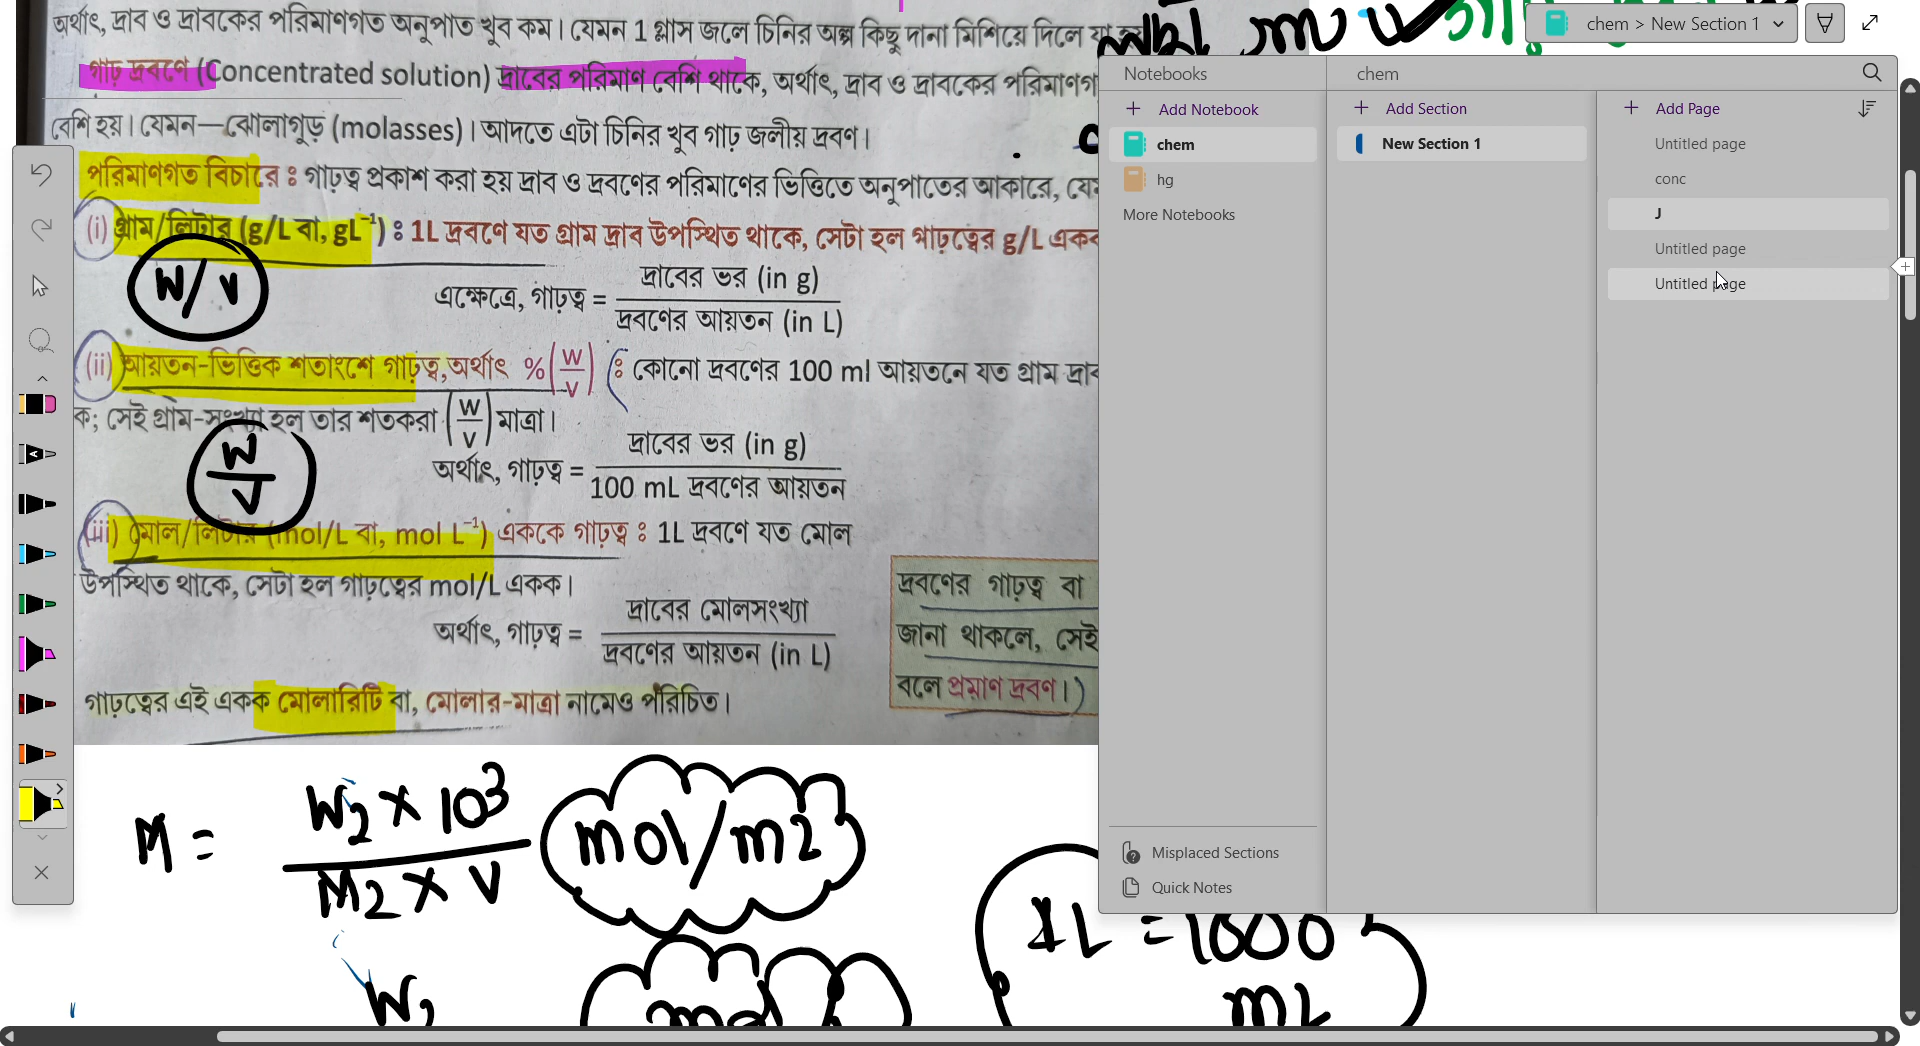 অর্থাৎ, দ্রাব ও দ্রাবকের পরিমাণগত অনুপাত খুব কম। যেমন 1 গ্লাস জলে চিনির অল্প কিছু দানা মিশিয়ে দিলে
গাঢ় দ্রবণে (Concentrated solution) দ্রাবের পরিমাণ বেশি থাকে, অর্থাৎ, দ্রাব ও দ্রাবকের
বেশি হয়। যেমন—ঝোলাগুড় (molasses)। আদতে এটা চিনির খুব গাঢ় জলীয় দ্রবণ।
পরিমাণগত বিচারে : গাঢ়ত্ব প্রকাশ করা হয় দ্রাব ও দ্রবণের পরিমাণের ভিত্তিতে অনুপাতের আকারে,
(i) গ্রাম/লিটার (g/L বা, gL⁻¹) : 1L দ্রবণে যত গ্রাম দ্রাব উপস্থিত থাকে, সেটা হল গাঢ়ত্বের g/L একক
W/V
এক্ষেত্রে, গাঢ়ত্ব = দ্রাবের ভর (in g)
দ্রবণের আয়তন (in L)
(ii) আয়তন-ভিত্তিক শতাংশে গাঢ়ত্ব, অর্থাৎ %(W/V) : কোনো দ্রবণের 100 ml আয়তনে যত গ্রাম
ক; সেই গ্রাম-সংখ্যা হল তার শতকরা (W/V) মাত্রা।
W/V
অর্থাৎ, গাঢ়ত্ব = দ্রাবের ভর (in g)
100 mL দ্রবণের আয়তন
(iii) মোল/লিটার (mol/L বা, mol L⁻¹) এককে গাঢ়ত্ব : 1L দ্রবণে যত মোল
উপস্থিত থাকে, সেটা হল গাঢ়ত্বের mol/L একক।
অর্থাৎ, গাঢ়ত্ব = দ্রাবের মোলসংখ্যা
দ্রবণের আয়তন (in L)
গাঢ়ত্বের এই একক মোলারিটি বা, মোলার-মাত্রা নামেও পরিচিত।
দ্রবণের গাঢ়ত্ব বা
জানা থাকলে, সেই
বলে প্রমাণ দ্রবণ।)
M = W2 × 10³
M2 × V
mol/m2
1L = 1000
mL
chem > New Section 1
Notebooks
Add Notebook
chem
hg
More Notebooks
Misplaced Sections
Quick Notes
chem
Add Section
New Section 1
Add Page
Untitled page
conc
J
Untitled page
Untitled page